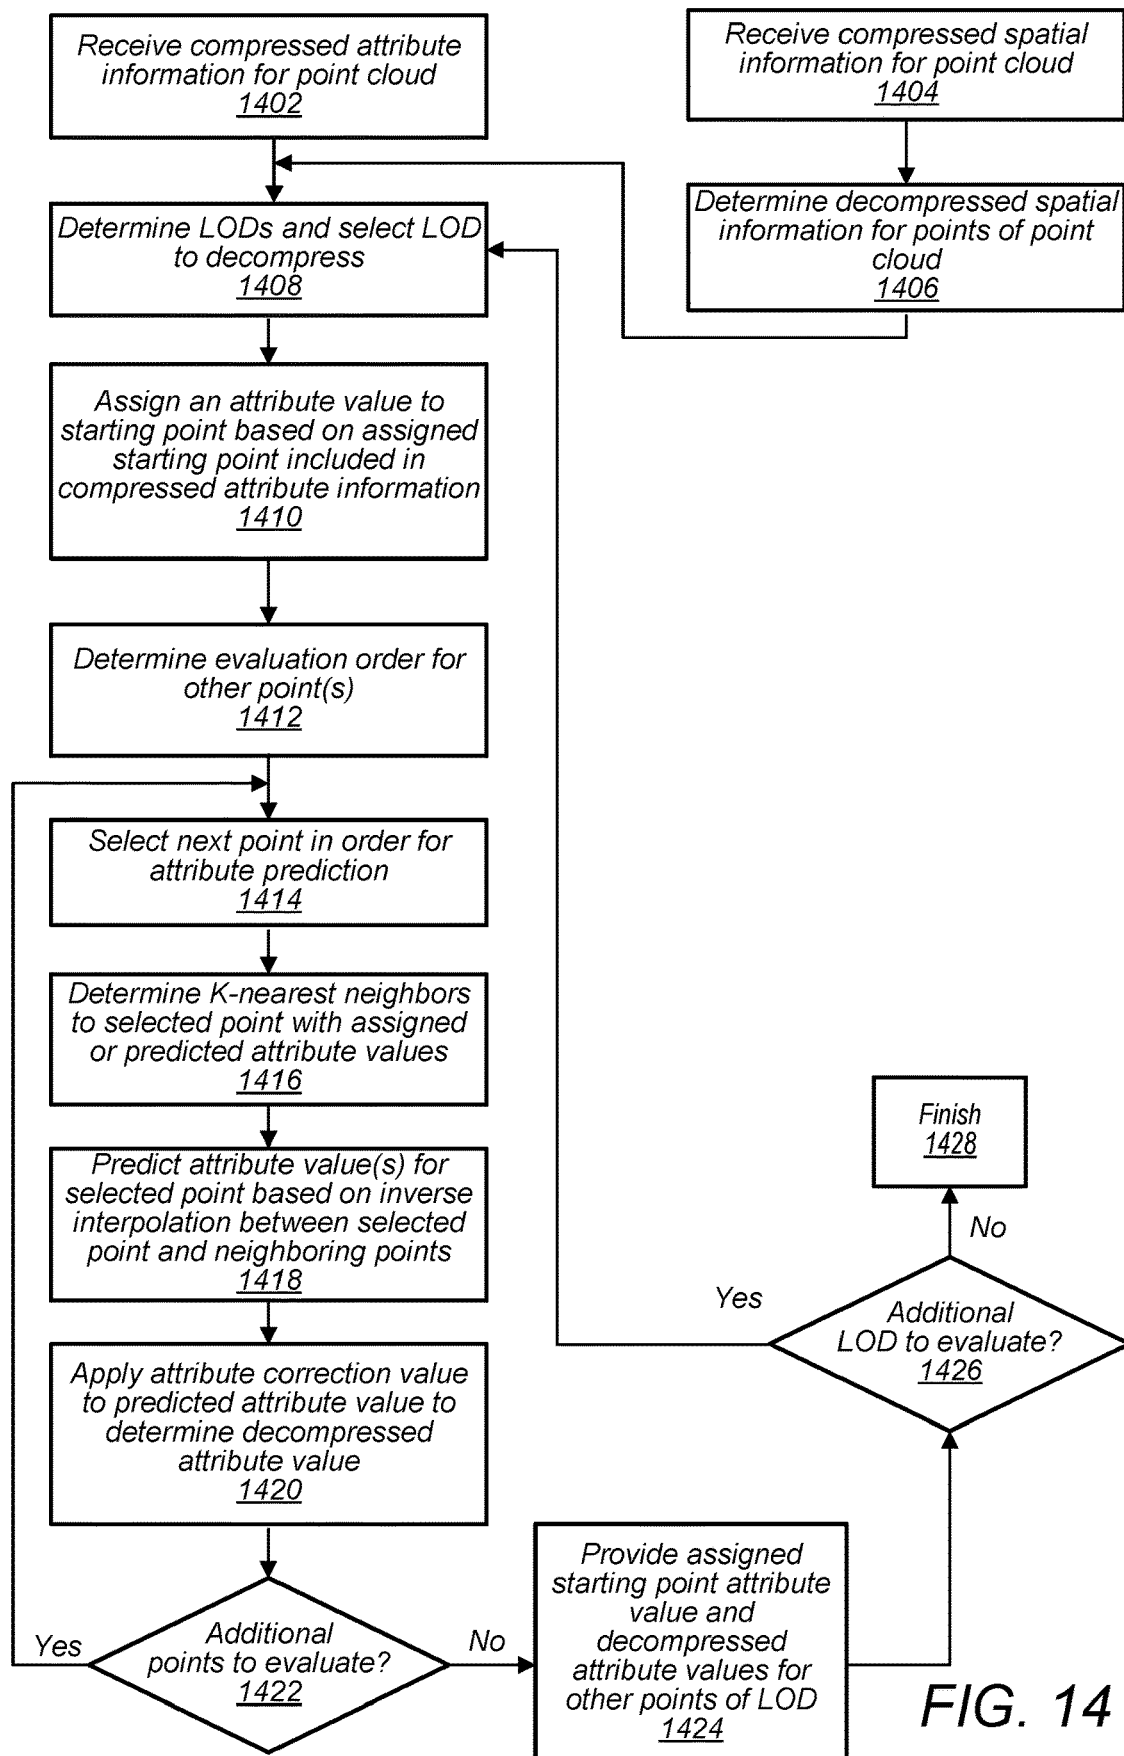 Receive compressed attribute
information for point cloud
1402
Receive compressed spatial
information for point cloud
1404
Determine decompressed spatial
information for points of point
cloud
1406
Determine LODs and select LOD
to decompress
1408
Assign an attribute value to
starting point based on assigned
starting point included in
compressed attribute information
1410
Determine evaluation order for
other point(s)
1412
Select next point in order for
attribute prediction
1414
Determine K-nearest neighbors
to selected point with assigned
or predicted attribute values
1416
Predict attribute value(s) for
selected point based on inverse
interpolation between selected
point and neighboring points
1418
Apply attribute correction value
to predicted attribute value to
determine decompressed
attribute value
1420
Additional
points to evaluate?
1422
Yes
No
Provide assigned
starting point attribute
value and
decompressed
attribute values for
other points of LOD
1424
Additional
LOD to evaluate?
1426
Yes
No
Finish
1428
FIG. 14